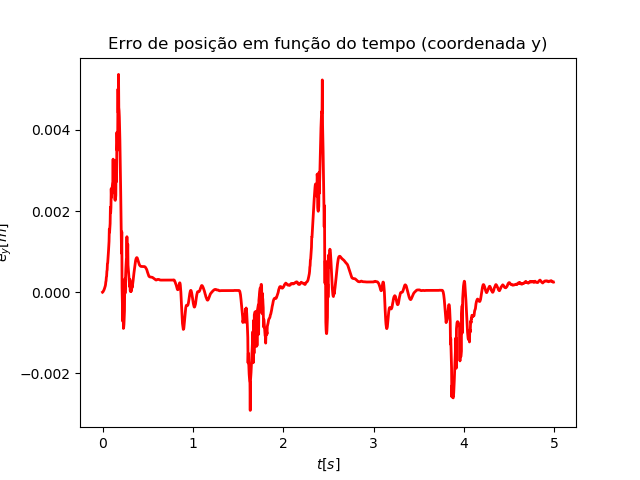 Erro de posição em função do tempo (coordenada y)
0.004
0.002
0.000
−0.002
e_y[m]
0 1 2 3 4 5
t[s]